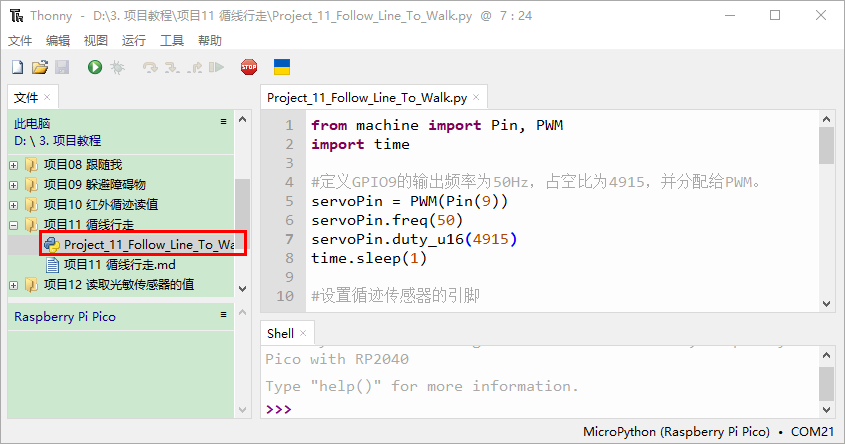 Thonny - D:\3. 项目教程\项目11 循线行走\Project_11_Follow_Line_To_Walk.py @ 7 : 24
文件 编辑 视图 运行 工具 帮助
STOP
文件 ×
此电脑
D: \ 3. 项目教程
项目08 跟随我
项目09 躲避障碍物
项目10 红外循迹读值
项目11 循线行走
Project_11_Follow_Line_To_Wa
项目11 循线行走.md
项目12 读取光敏传感器的值
Raspberry Pi Pico
Project_11_Follow_Line_To_Walk.py ×
1 from machine import Pin, PWM
2 import time
3
4 #定义GPIO9的输出频率为50Hz，占空比为4915，并分配给PWM。
5 servoPin = PWM(Pin(9))
6 servoPin.freq(50)
7 servoPin.duty_u16(4915)
8 time.sleep(1)
9
10 #设置循迹传感器的引脚
Shell ×
Pico with RP2040
Type "help()" for more information.
>>>
MicroPython (Raspberry Pi Pico) • COM21